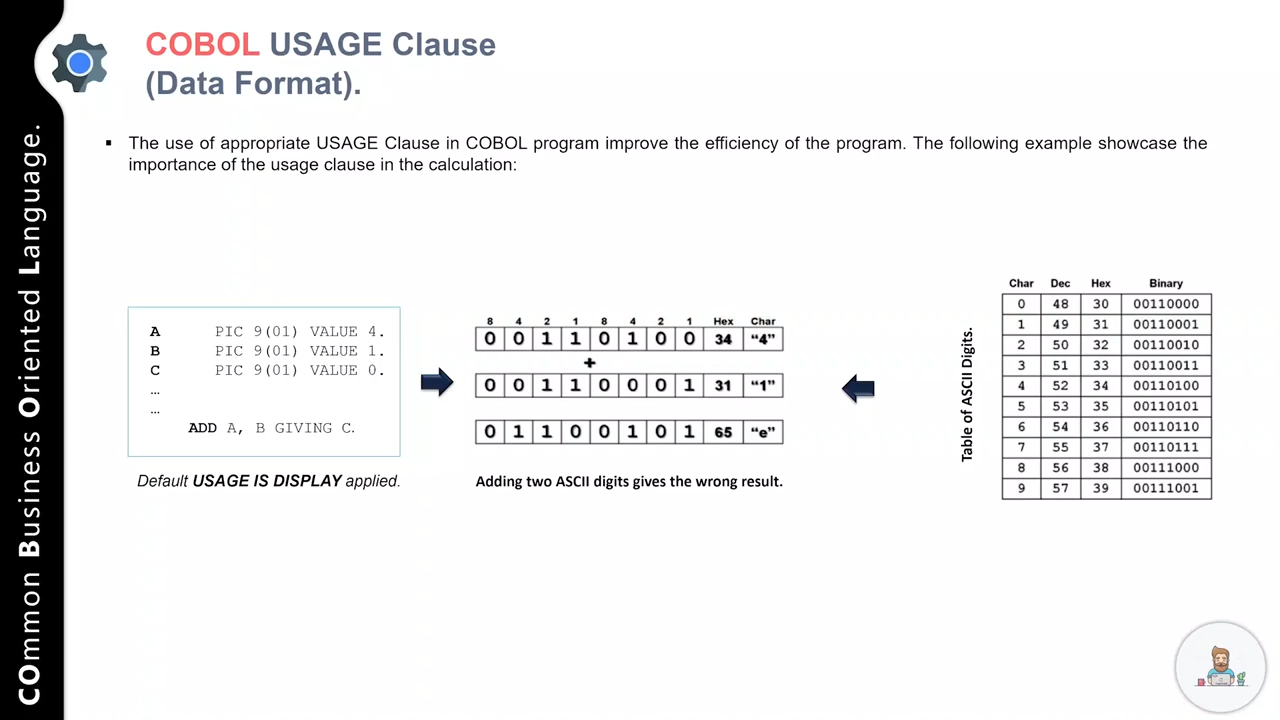 COmmon Business Oriented Language.
COBOL USAGE Clause
(Data Format).
▪ The use of appropriate USAGE Clause in COBOL program improve the efficiency of the program. The following example showcase the
importance of the usage clause in the calculation:
A PIC 9(01) VALUE 4.
B PIC 9(01) VALUE 1.
C PIC 9(01) VALUE 0.
…
…
ADD A, B GIVING C.
Default USAGE IS DISPLAY applied.
8 4 2 1 8 4 2 1 Hex Char
0 0 1 1 0 1 0 0 34 “4”
+
0 0 1 1 0 0 0 1 31 “1”
0 1 1 0 0 1 0 1 65 “e”
Adding two ASCII digits gives the wrong result.
Table of ASCII Digits.
Char Dec Hex Binary
0 48 30 00110000
1 49 31 00110001
2 50 32 00110010
3 51 33 00110011
4 52 34 00110100
5 53 35 00110101
6 54 36 00110110
7 55 37 00110111
8 56 38 00111000
9 57 39 00111001